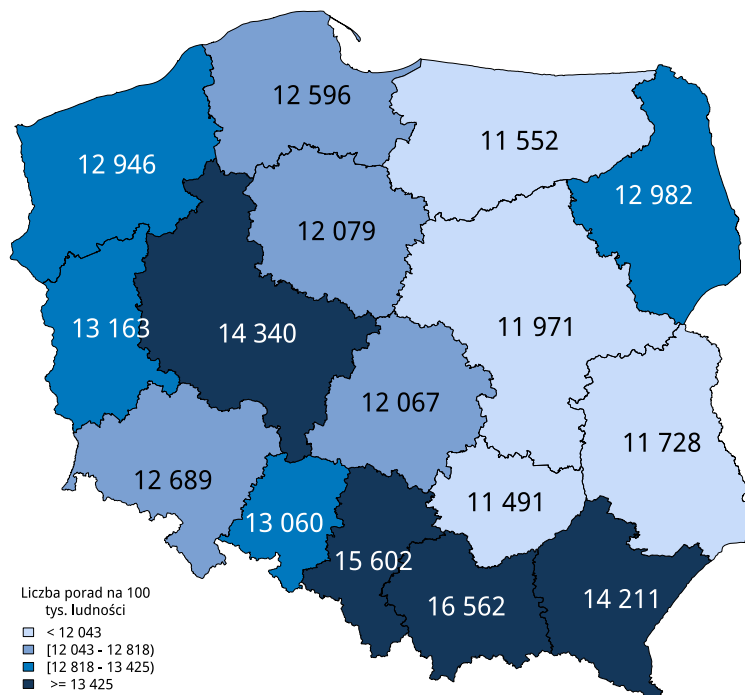 12 596
11 552
12 946
12 982
12 079
13 163
14 340
11 971
12 067
11 728
12 689
11 491
13 060
15 602
14 211
16 562
Liczba porad na 100
tys. ludności
< 12 043
[12 043 - 12 818)
[12 818 - 13 425)
>= 13 425